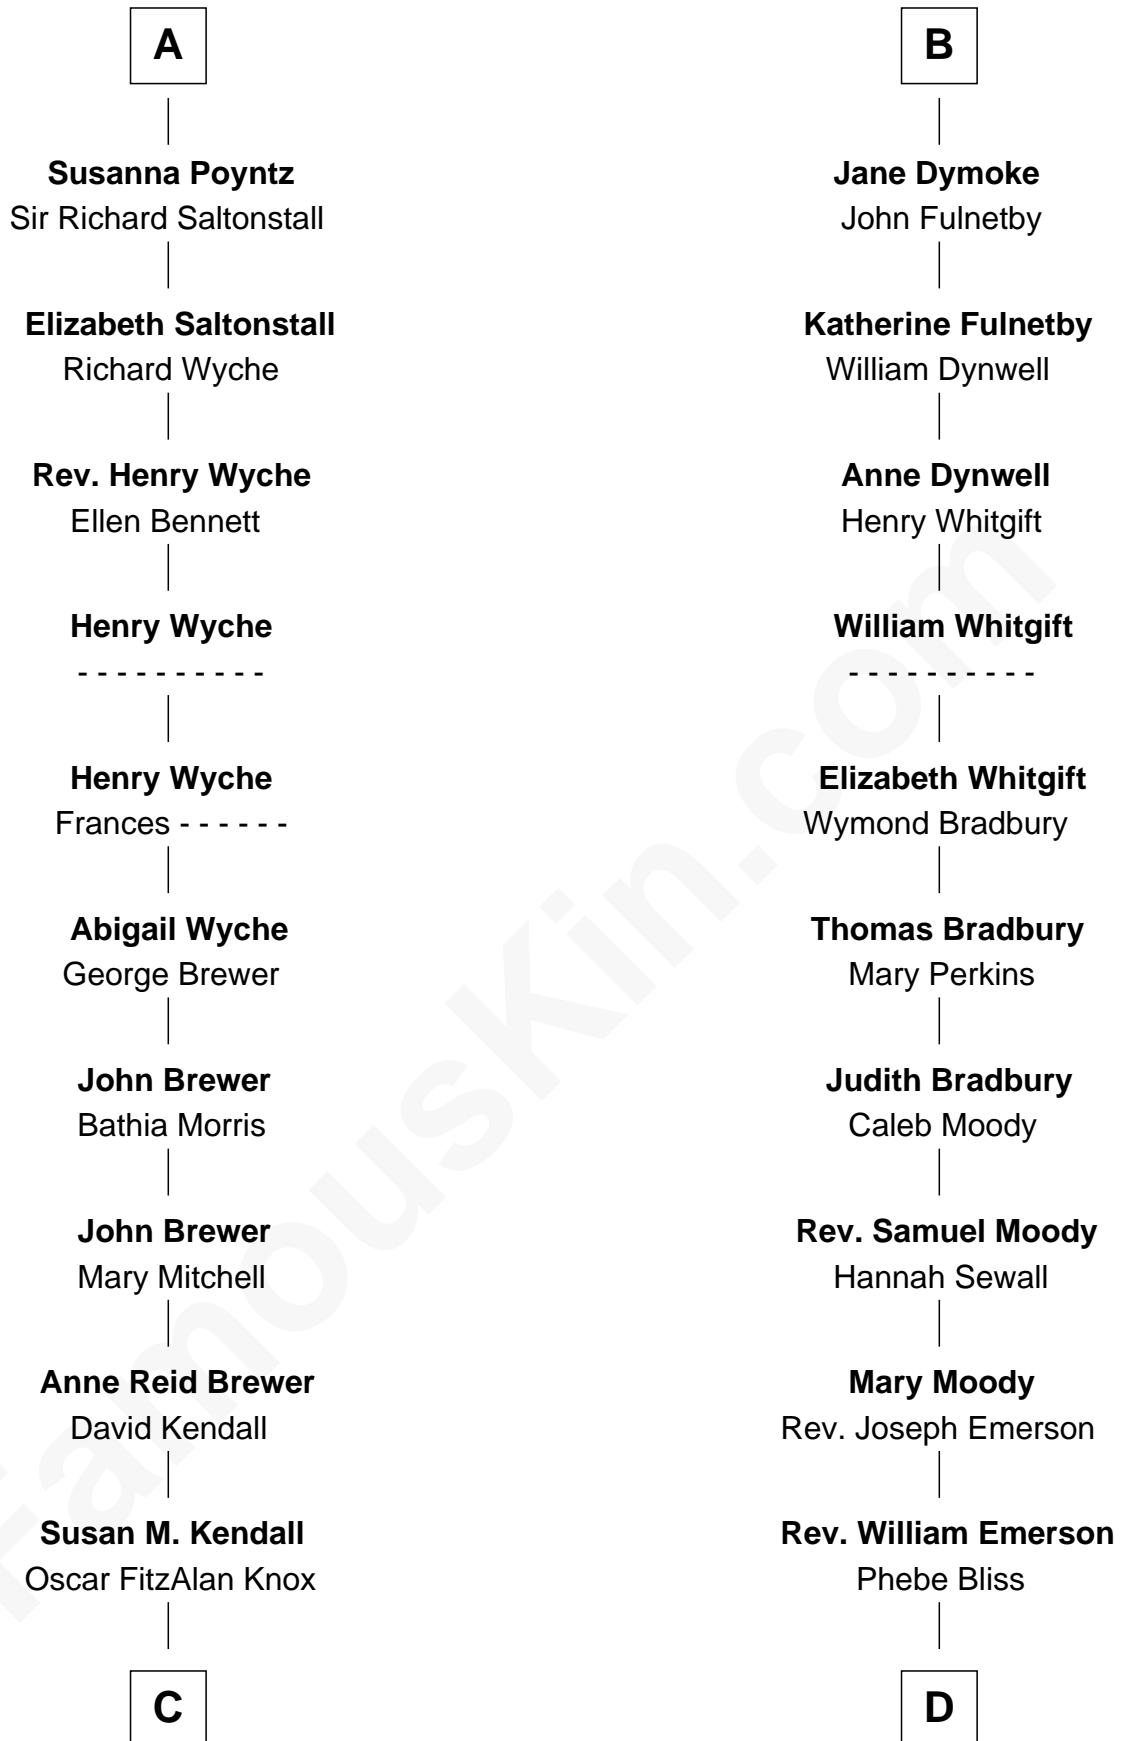 A
Susanna Poyntz
Sir Richard Saltonstall
Elizabeth Saltonstall
Richard Wyche
Rev. Henry Wyche
Ellen Bennett
Henry Wyche
- - - - - - - - - -
Henry Wyche
Frances - - - - - -
Abigail Wyche
George Brewer
John Brewer
Bathia Morris
John Brewer
Mary Mitchell
Anne Reid Brewer
David Kendall
Susan M. Kendall
Oscar FitzAlan Knox
C
B
Jane Dymoke
John Fulnetby
Katherine Fulnetby
William Dynwell
Anne Dynwell
Henry Whitgift
William Whitgift
- - - - - - - - - -
Elizabeth Whitgift
Wymond Bradbury
Thomas Bradbury
Mary Perkins
Judith Bradbury
Caleb Moody
Rev. Samuel Moody
Hannah Sewall
Mary Moody
Rev. Joseph Emerson
Rev. William Emerson
Phebe Bliss
D
FamousKin.com